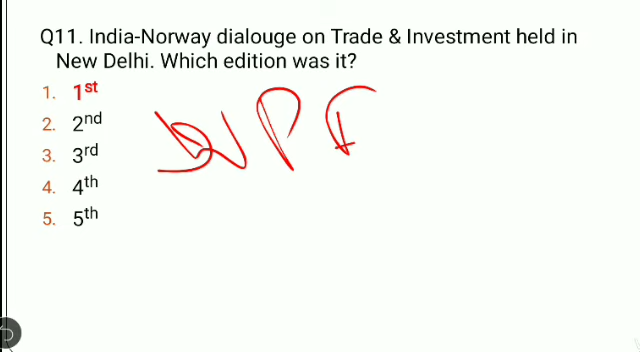 Q11. India-Norway dialouge on Trade & Investment held in
New Delhi. Which edition was it?
1. 1st
2. 2nd
3. 3rd
4. 4th
5. 5th